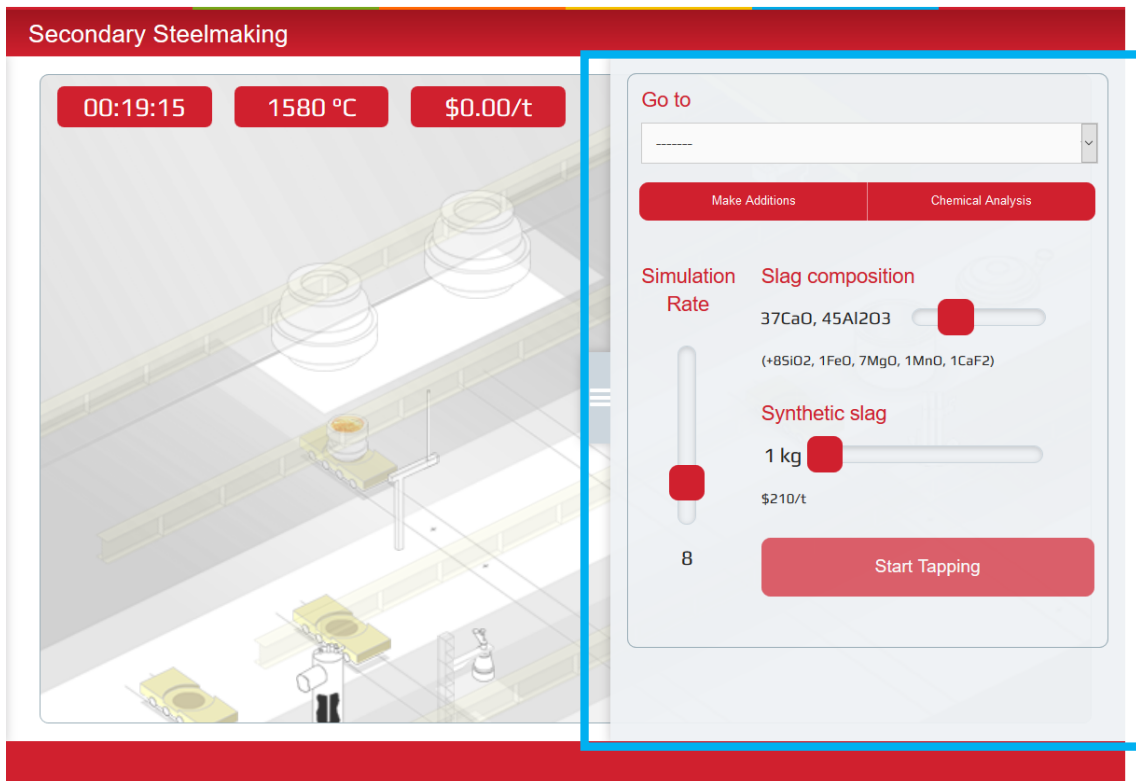 Secondary Steelmaking
00:19:15
1580 ºC
$0.00/t
Go to
-------
Make Additions
Chemical Analysis
Simulation
Rate
8
Slag composition
37CaO, 45Al2O3
(+8SiO2, 1FeO, 7MgO, 1MnO, 1CaF2)
Synthetic slag
1 kg
$210/t
Start Tapping